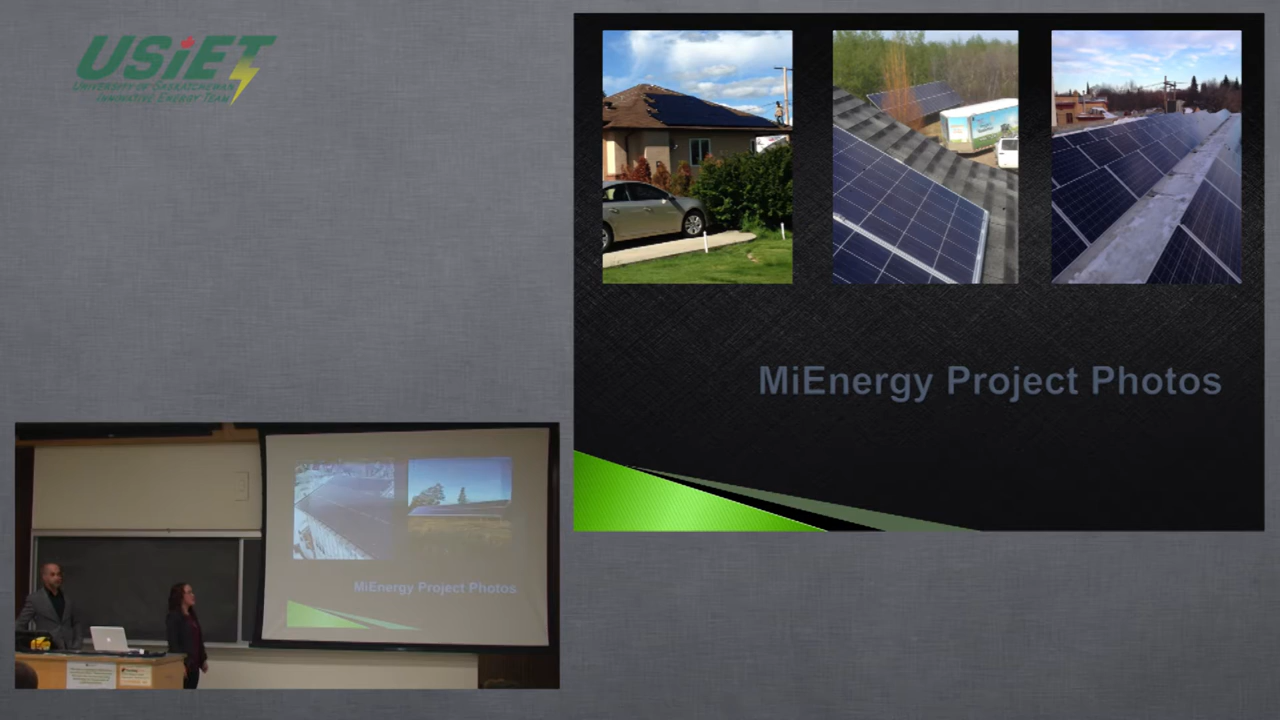 USiET
UNIVERSITY OF SASKATCHEWAN
INNOVATIVE ENERGY TEAM
MiEnergy Project Photos
MiEnergy Project Photos